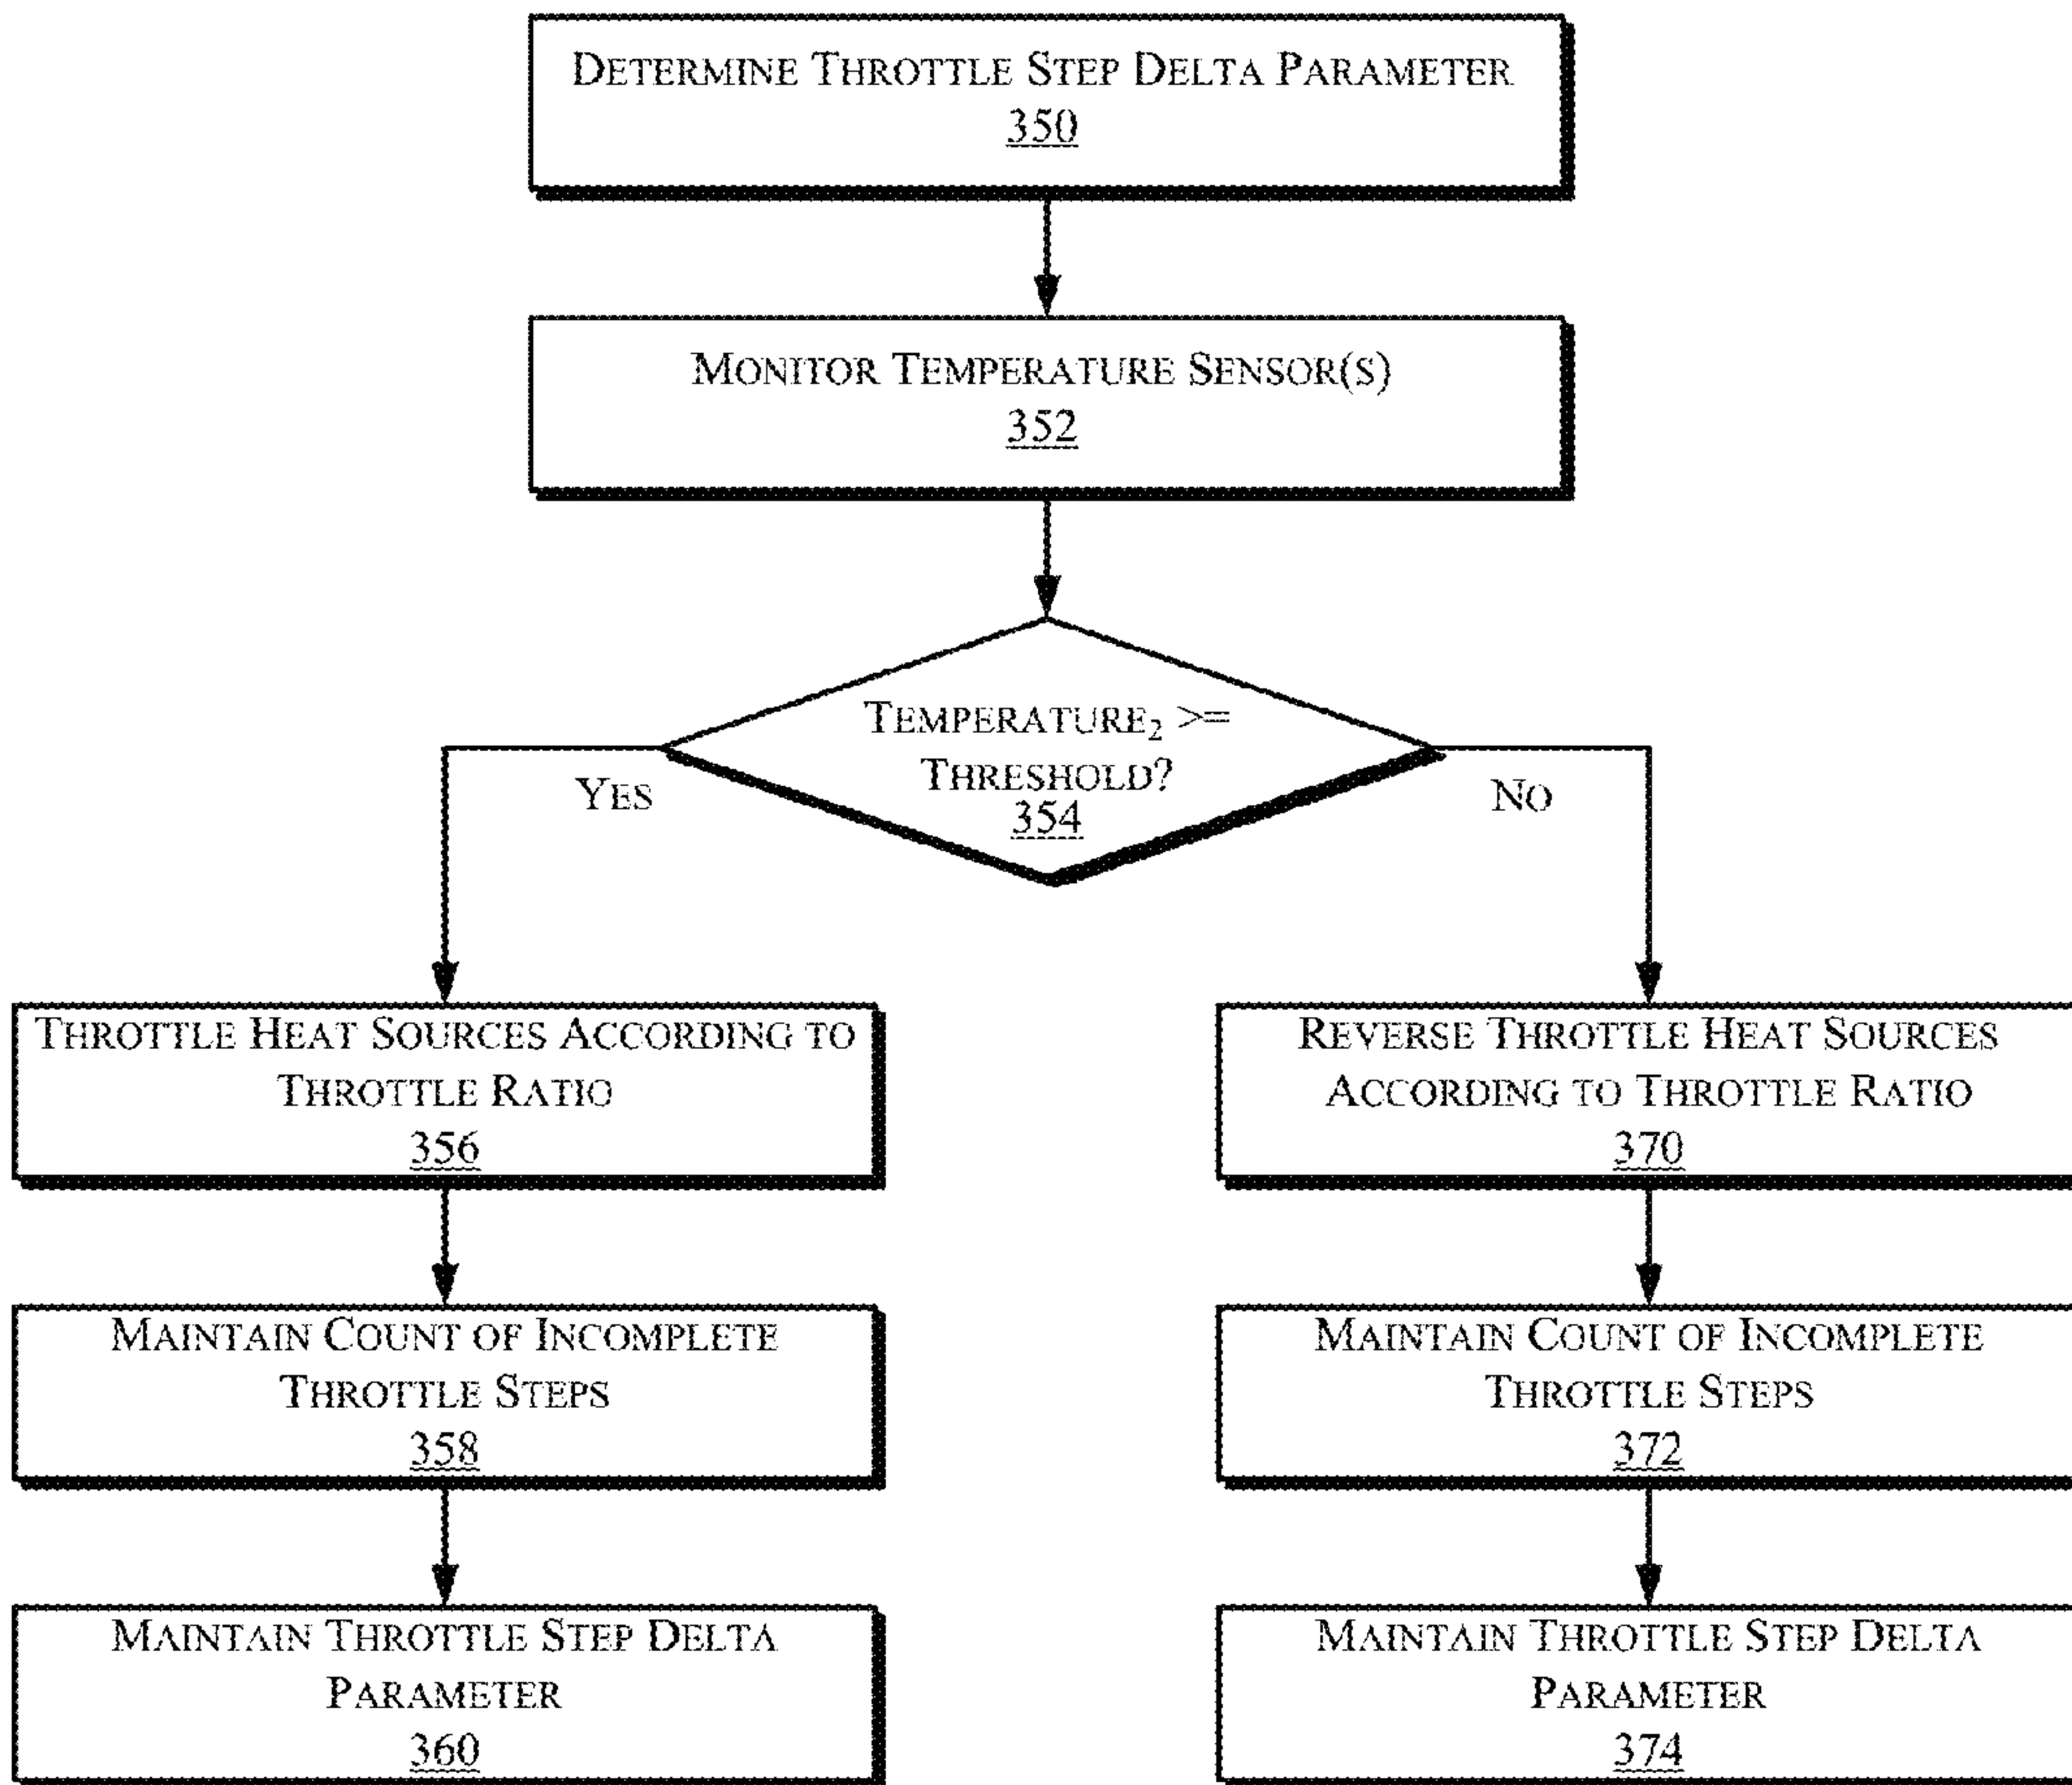 DETERMINE THROTTLE STEP DELTA PARAMETER
350
MONITOR TEMPERATURE SENSOR(S)
352
TEMPERATURE₂ >=
THRESHOLD?
354
YES
NO
THROTTLE HEAT SOURCES ACCORDING TO
THROTTLE RATIO
356
REVERSE THROTTLE HEAT SOURCES
ACCORDING TO THROTTLE RATIO
370
MAINTAIN COUNT OF INCOMPLETE
THROTTLE STEPS
358
MAINTAIN COUNT OF INCOMPLETE
THROTTLE STEPS
372
MAINTAIN THROTTLE STEP DELTA
PARAMETER
360
MAINTAIN THROTTLE STEP DELTA
PARAMETER
374